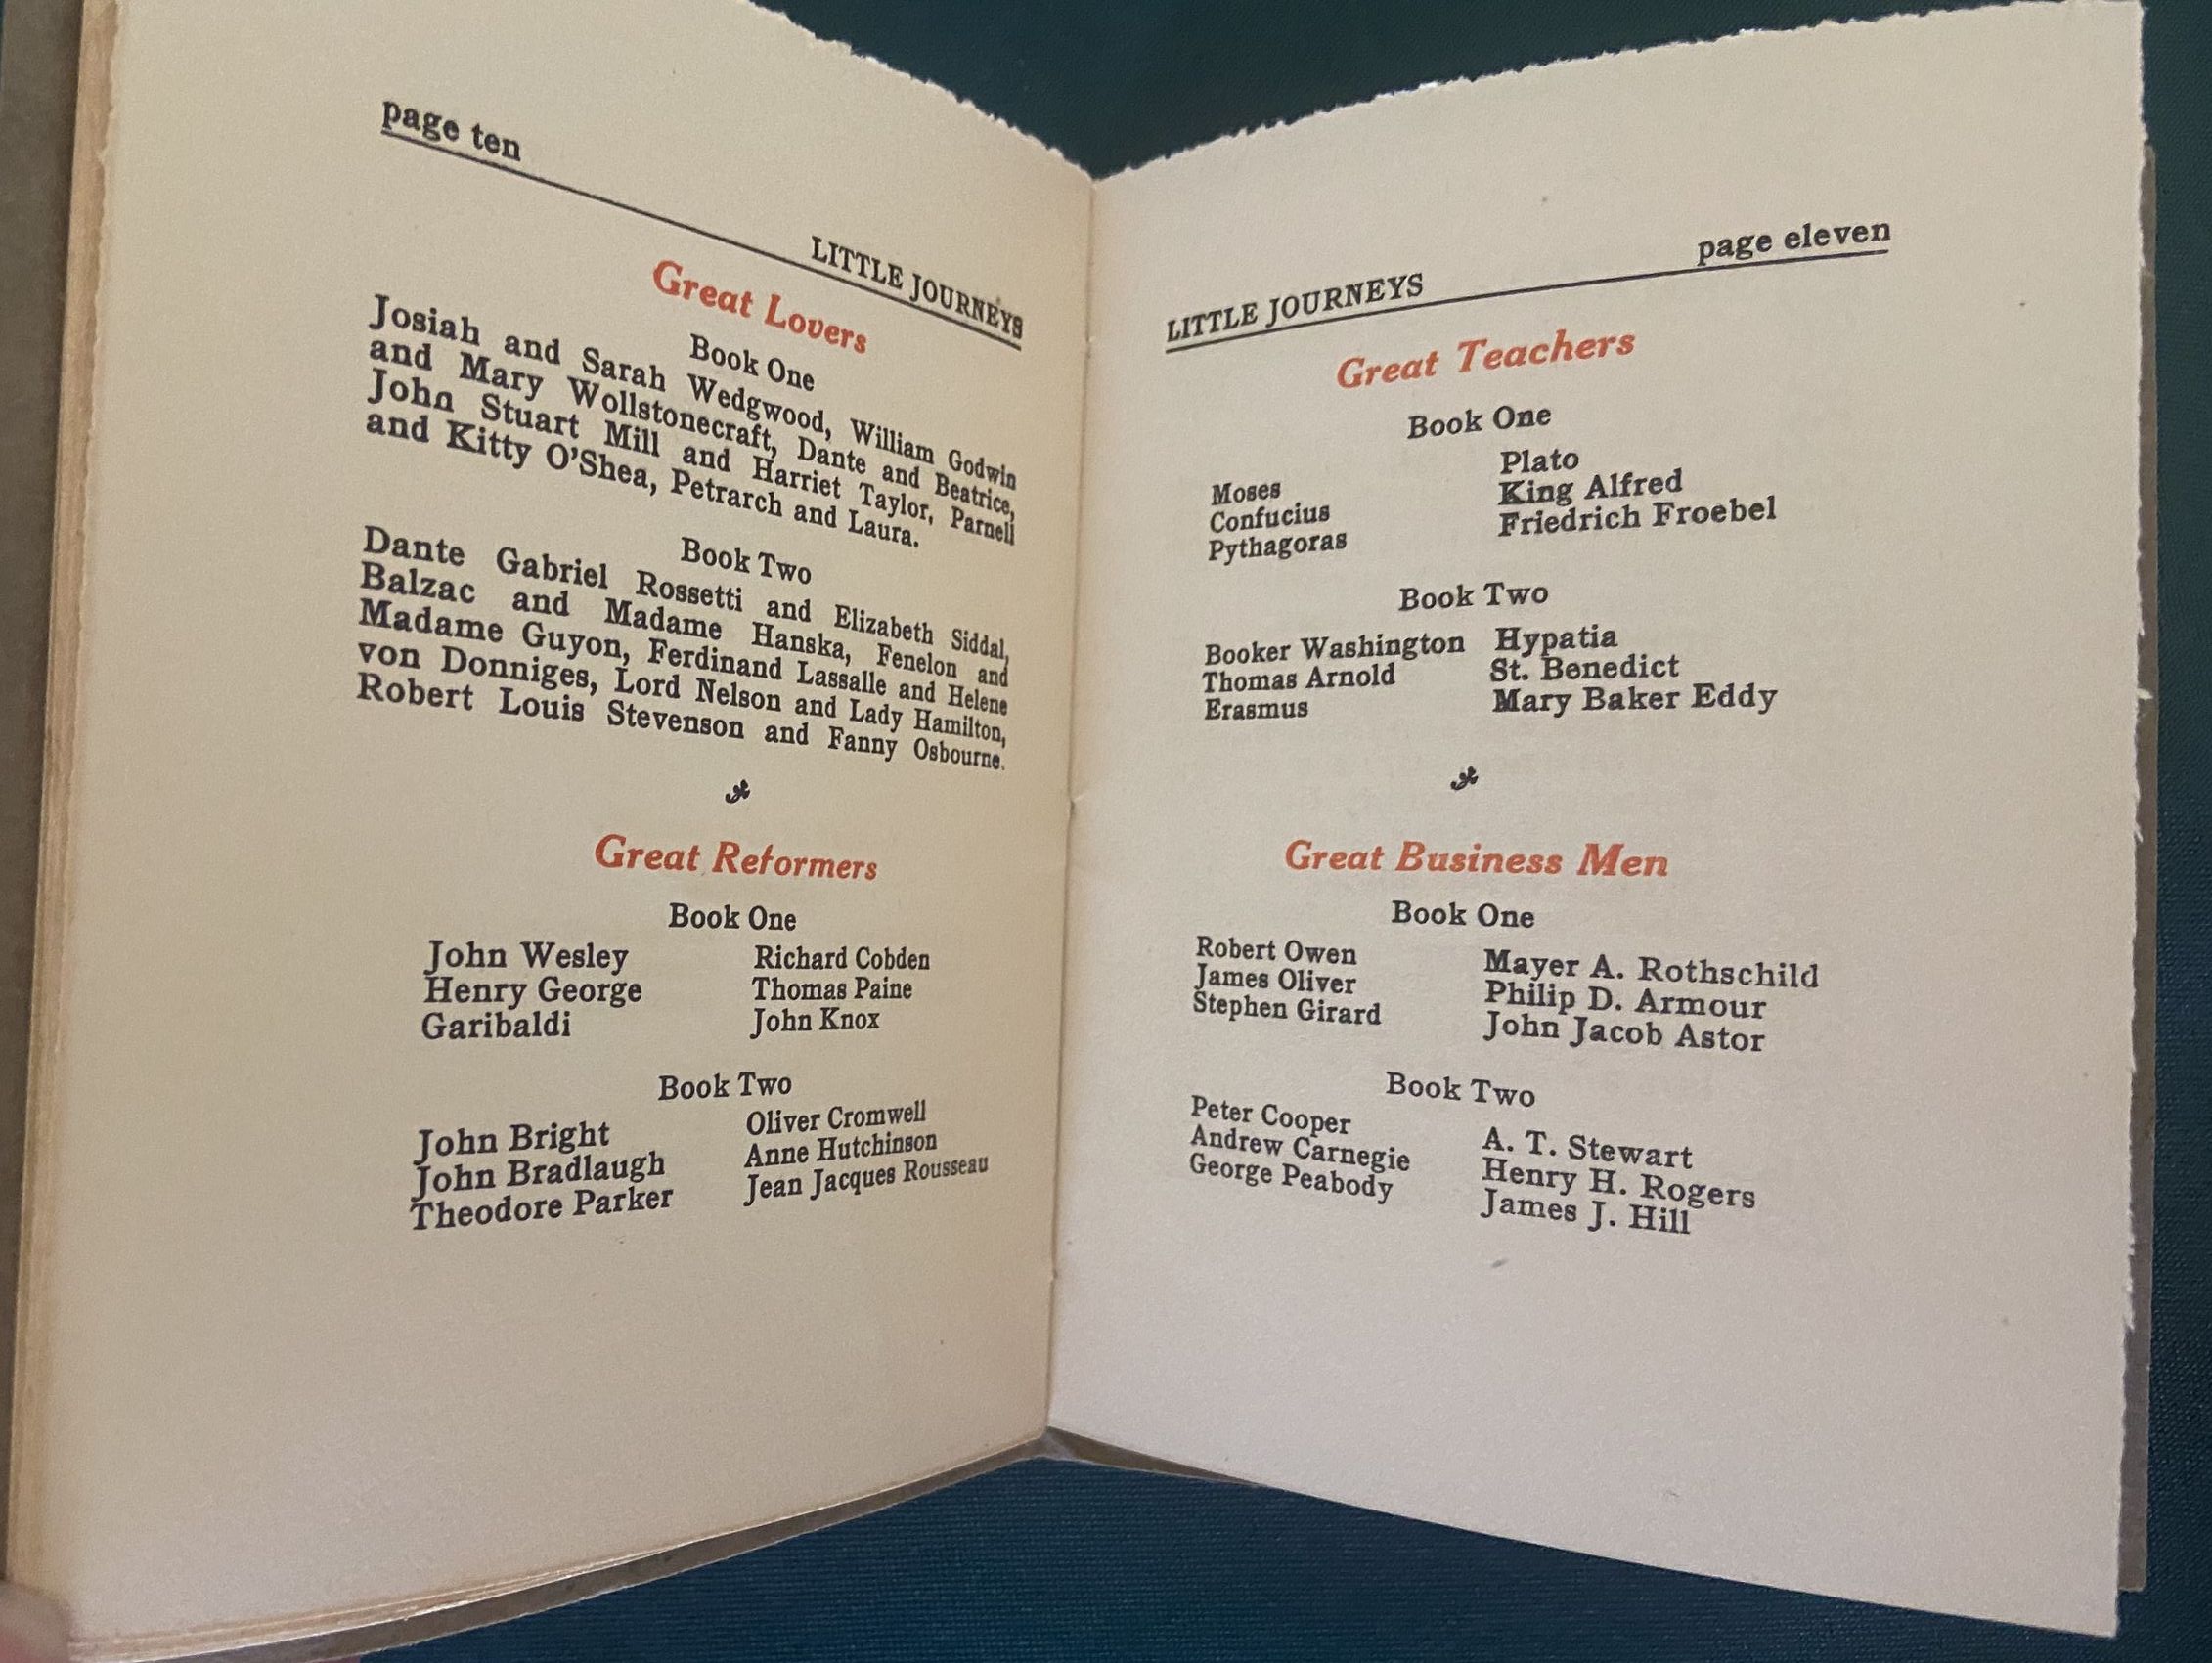 page ten
LITTLE JOURNEYS
Great Lovers
Book One
Josiah and Sarah Wedgwood, William Godwin
and Mary Wollstonecraft, Dante and Beatrice,
John Stuart Mill and Harriet Taylor, Parnell
and Kitty O'Shea, Petrarch and Laura.
Book Two
Dante Gabriel Rossetti and Elizabeth Siddal,
Balzac and Madame Hanska, Fenelon and
Madame Guyon, Ferdinand Lassalle and Helene
von Donniges, Lord Nelson and Lady Hamilton,
Robert Louis Stevenson and Fanny Osbourne.
Great Reformers
Book One
John Wesley
Henry George
Garibaldi
Richard Cobden
Thomas Paine
John Knox
Book Two
John Bright
John Bradlaugh
Theodore Parker
Oliver Cromwell
Anne Hutchinson
Jean Jacques Rousseau
LITTLE JOURNEYS
page eleven
Great Teachers
Book One
Moses
Confucius
Pythagoras
Plato
King Alfred
Friedrich Froebel
Book Two
Booker Washington
Thomas Arnold
Erasmus
Hypatia
St. Benedict
Mary Baker Eddy
Great Business Men
Book One
Robert Owen
James Oliver
Stephen Girard
Mayer A. Rothschild
Philip D. Armour
John Jacob Astor
Book Two
Peter Cooper
Andrew Carnegie
George Peabody
A. T. Stewart
Henry H. Rogers
James J. Hill